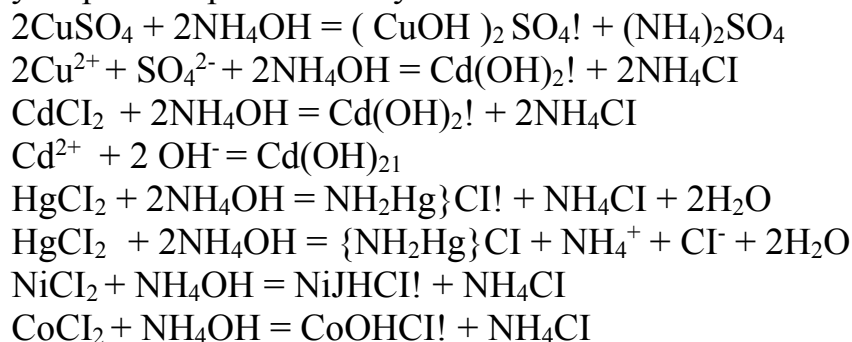 2CuSO₄ + 2NH₄OH = ( CuOH )₂ SO₄! + (NH₄)₂SO₄
2Cu²⁺ + SO₄²⁻ + 2NH₄OH = Cd(OH)₂! + 2NH₄CI
CdCI₂ + 2NH₄OH = Cd(OH)₂! + 2NH₄CI
Cd²⁺ + 2 OH⁻ = Cd(OH)₂₁
HgCI₂ + 2NH₄OH = NH₂Hg}CI! + NH₄CI + 2H₂O
HgCI₂ + 2NH₄OH = {NH₂Hg}CI + NH₄⁺ + CI⁻ + 2H₂O
NiCI₂ + NH₄OH = NiJHCI! + NH₄CI
CoCI₂ + NH₄OH = CoOHCI! + NH₄CI